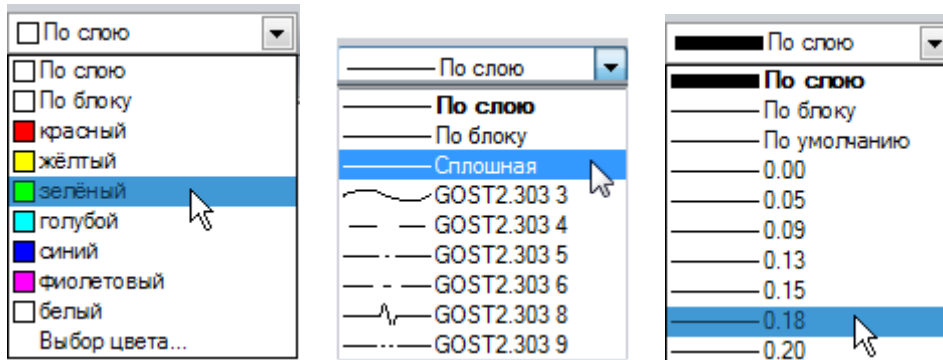 По слою
По слою
По блоку
красный
жёлтый
зелёный
голубой
синий
фиолетовый
белый
Выбор цвета...
По слою
По слою
По блоку
Сплошная
GOST2.303 3
GOST2.303 4
GOST2.303 5
GOST2.303 6
GOST2.303 8
GOST2.303 9
По слою
По слою
По блоку
По умолчанию
0.00
0.05
0.09
0.13
0.15
0.18
0.20